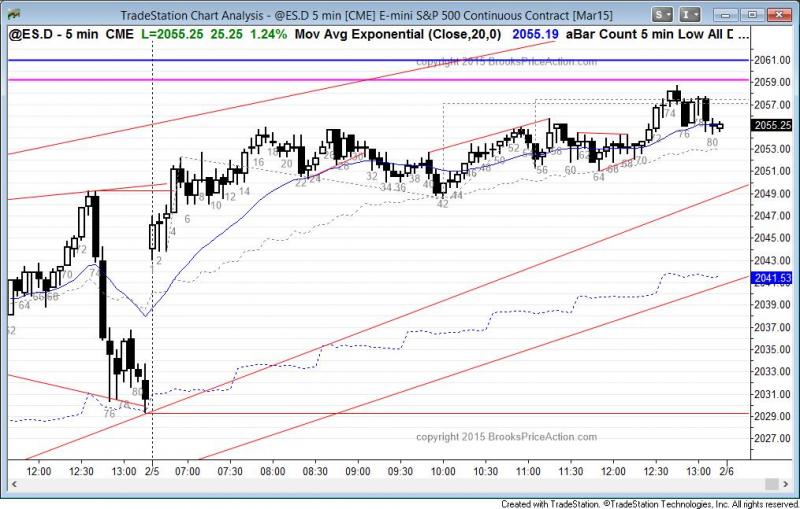 TradeStation Chart Analysis - @ES.D 5 min [CME] E-mini S&P 500 Continuous Contract [Mar15]
S I
@ES.D - 5 min CME L=2055.25 25.25 1.24% Mov Avg Exponential (Close,20,0) 2055.19 aBar Count 5 min Low All D ...
copyright © 2015 BrooksPriceAction.com
2061.00
2059.00
2057.00
2055.25
2053.00
2051.00
2049.00
2047.00
2045.00
2043.00
2041.53
2039.00
2037.00
2035.00
2033.00
2031.00
2029.00
2027.00
62 64 68 70 72 74 76 78 80
2 4 6 8 10 12 14 16 18 20 22 24 26 28 30 32 34 36 38 40 42 44 46 48 50 52 54 56 58 60 62 64 66 68 70 72 74 76 80
copyright © 2015 BrooksPriceAction.com
12:00 12:30 13:00 2/5 07:00 07:30 08:00 08:30 09:00 09:30 10:00 10:30 11:00 11:30 12:00 12:30 13:00 2/6
Created with TradeStation. ©TradeStation Technologies, Inc. All rights reserved.